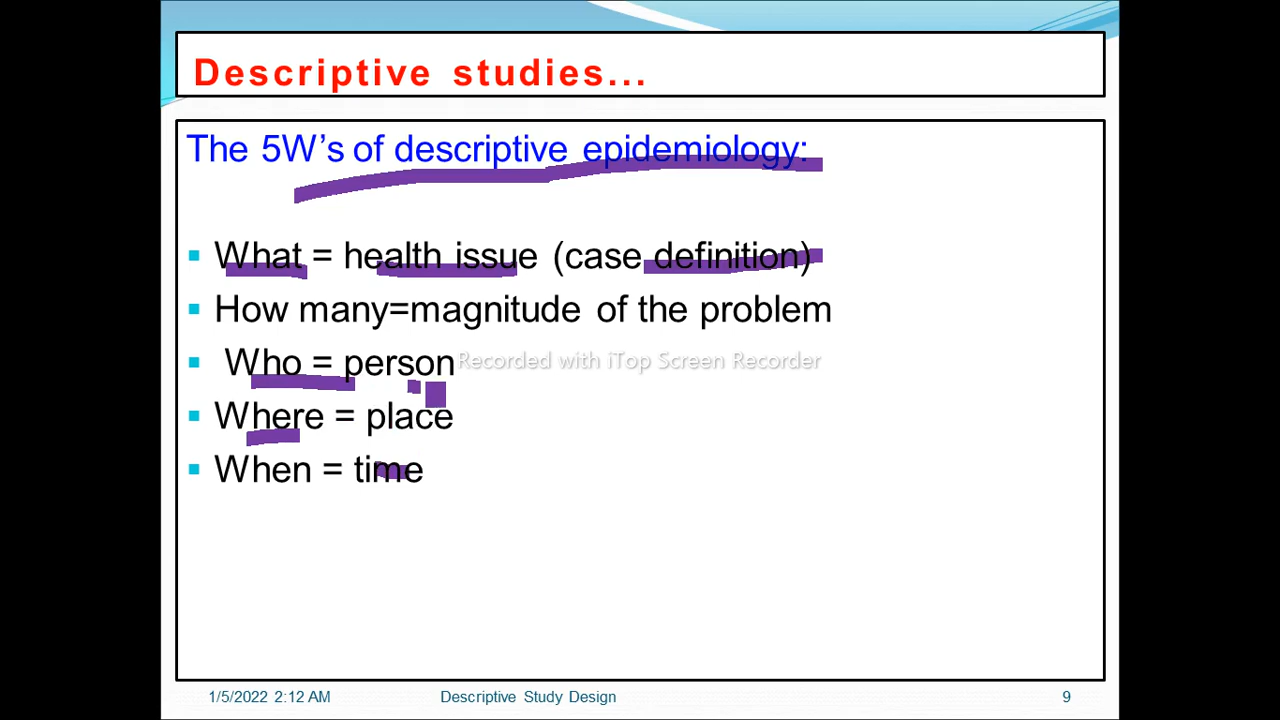 Descriptive studies...
The 5W’s of descriptive epidemiology:
▪ What = health issue (case definition)
▪ How many=magnitude of the problem
▪ Who = person
Recorded with iTop Screen Recorder
▪ Where = place
▪ When = time
1/5/2022 2:12 AM
Descriptive Study Design
9